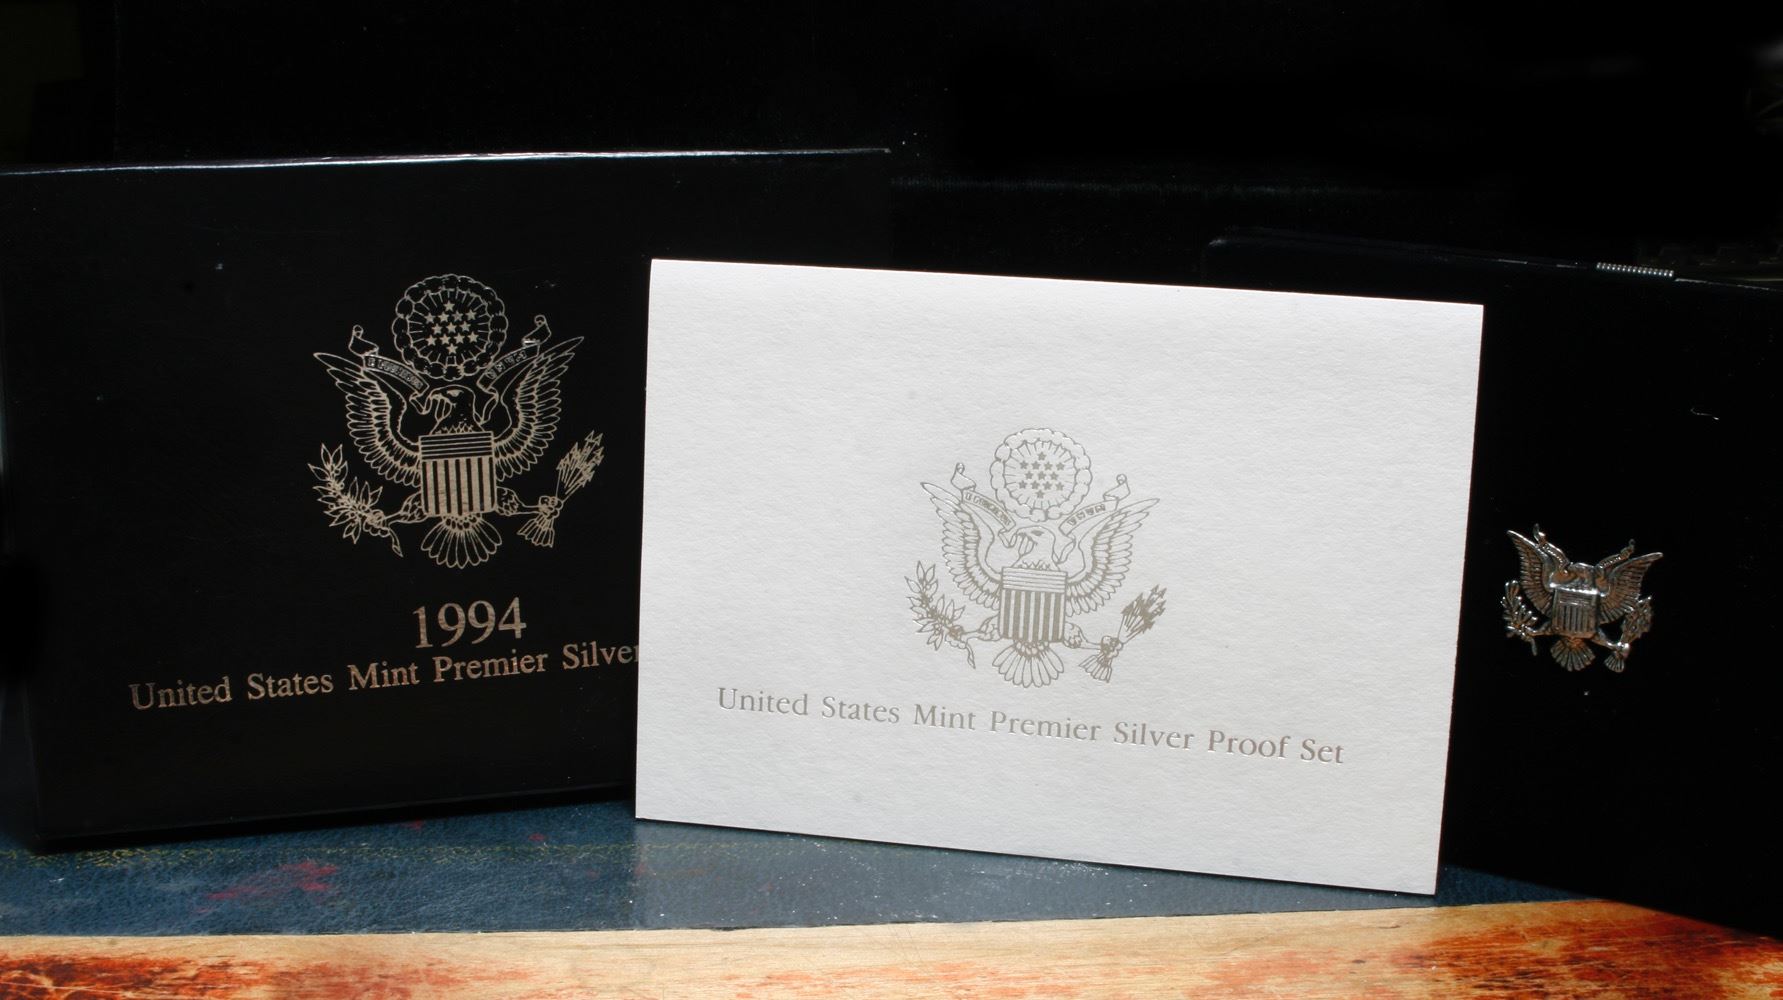 1994
United States Mint Premier Silver
United States Mint Premier Silver Proof Set